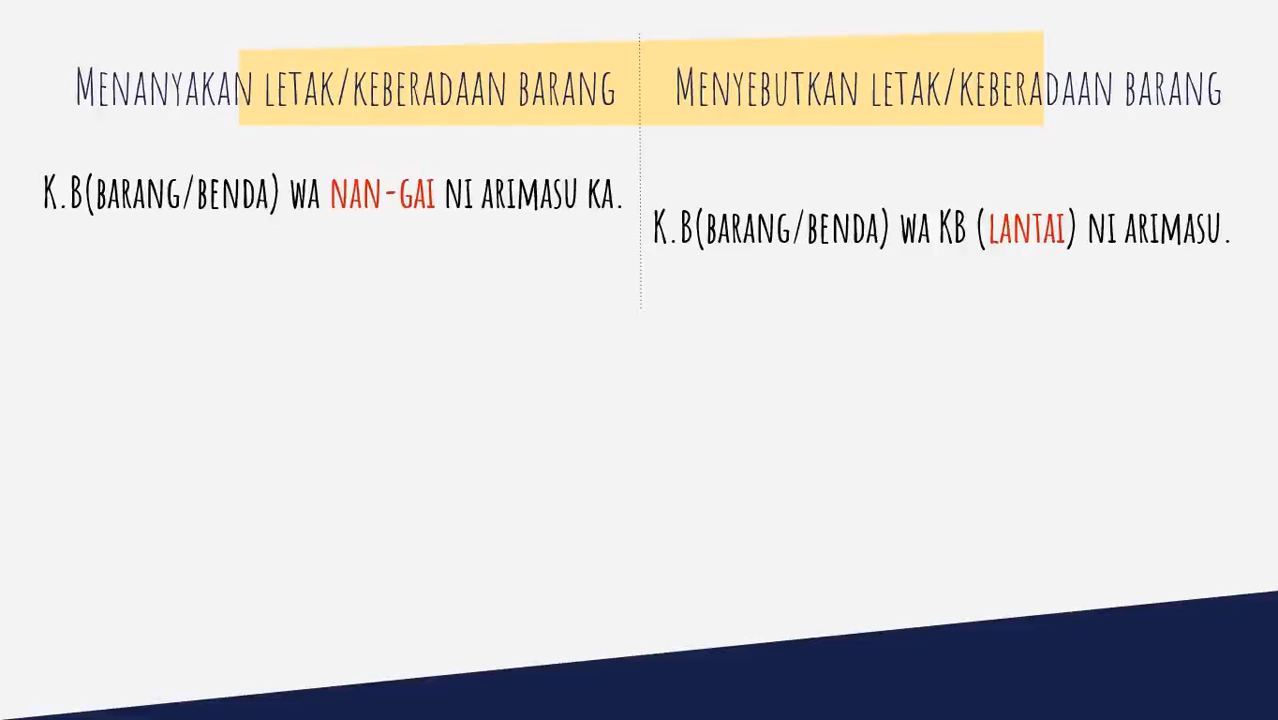 Menanyakan letak/keberadaan barang
K.B(barang/benda) wa nan-gai ni arimasu ka.
Menyebutkan letak/keberadaan barang
K.B(barang/benda) wa KB (lantai) ni arimasu.